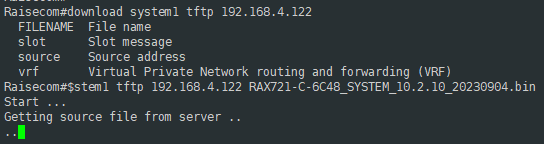 Raisecom#download system1 tftp 192.168.4.122
FILENAME File name
slot Slot message
source Source address
vrf Virtual Private Network routing and forwarding (VRF)
Raisecom#$stem1 tftp 192.168.4.122 RAX721-C-6C48_SYSTEM_10.2.10_20230904.bin
Start ...
Getting source file from server ..
..